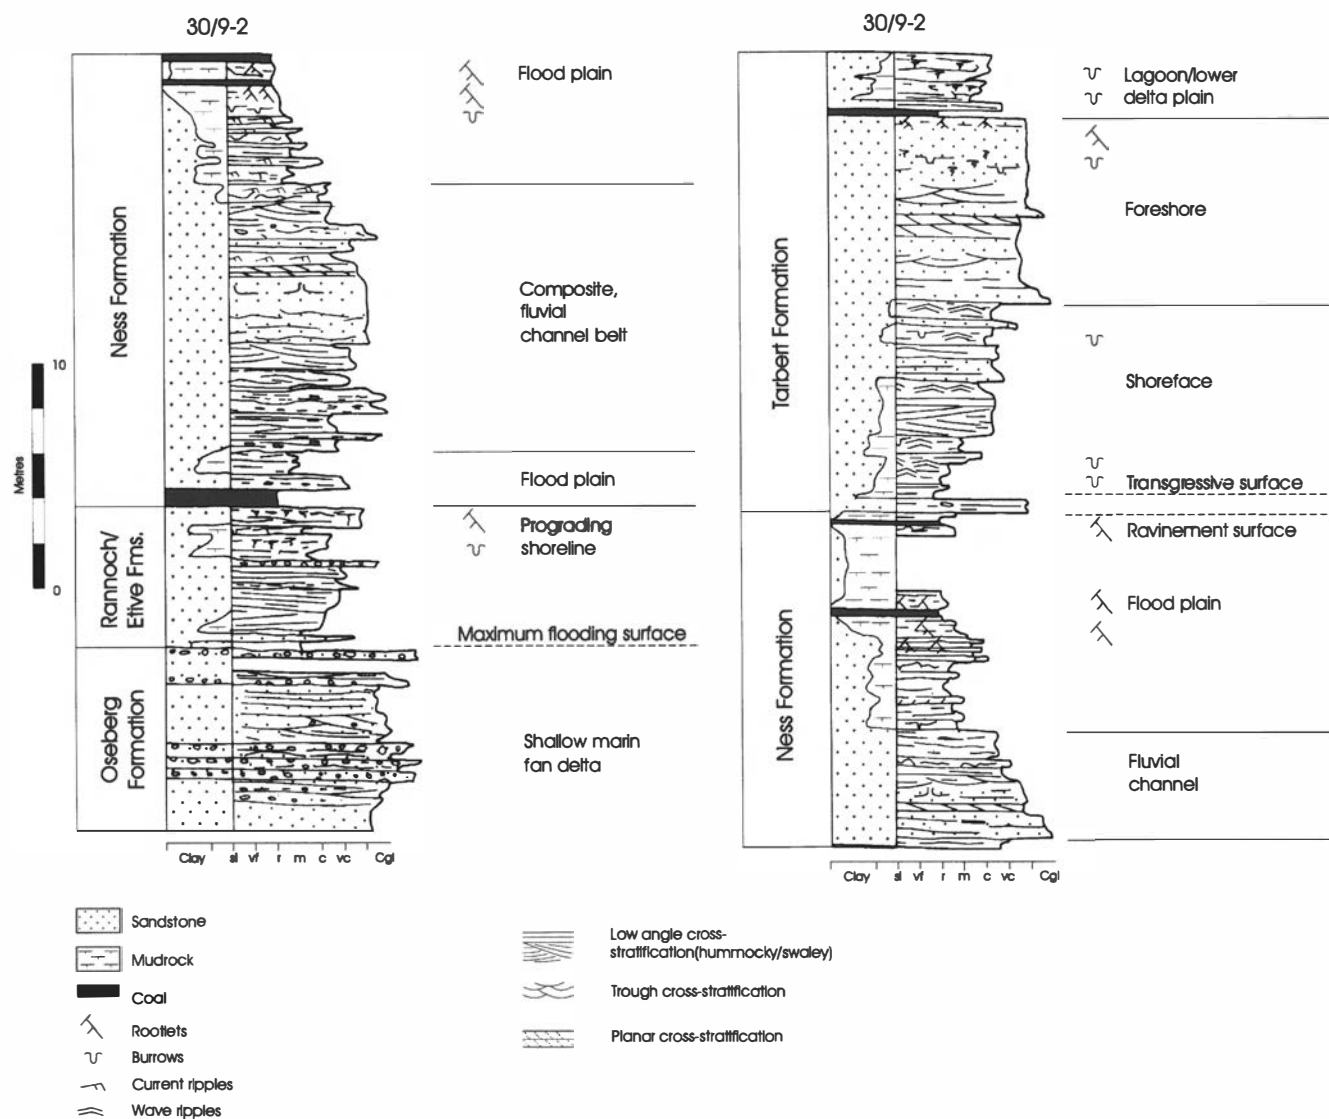 30/9-2
Ness Formation
Rannoch/
Etive Fms.
Oseberg
Formation
10
Metres
0
Flood plain
Composite,
fluvial
channel belt
Flood plain
Prograding
shoreline
Maximum flooding surface
Shallow marin
fan delta
Clay sl vf r m c vc Cgl
30/9-2
Tarbert Formation
Ness Formation
Lagoon/lower
delta plain
Foreshore
Shoreface
Transgressive surface
Ravinement surface
Flood plain
Fluvial
channel
Clay sl vf r m c vc Cgl
Sandstone
Mudrock
Coal
Rootlets
Burrows
Current ripples
Wave ripples
Low angle cross-
stratification(hummocky/swaley)
Trough cross-stratification
Planar cross-stratification